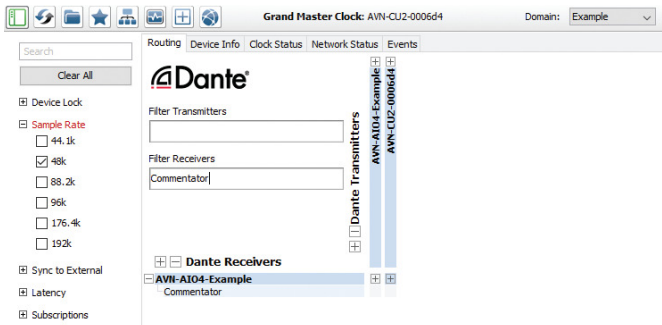 Grand Master Clock: AVN-CU2-0006d4
Domain: Example
Search
Clear All
Device Lock
Sample Rate
44.1k
48k
88.2k
96k
176.4k
192k
Sync to External
Latency
Subscriptions
Routing Device Info Clock Status Network Status Events
Dante®
Filter Transmitters
Filter Receivers
Commentator
Dante Transmitters
AVN-AIO4-Example
AVN-CU2-0006d4
Dante Receivers
AVN-AIO4-Example
Commentator